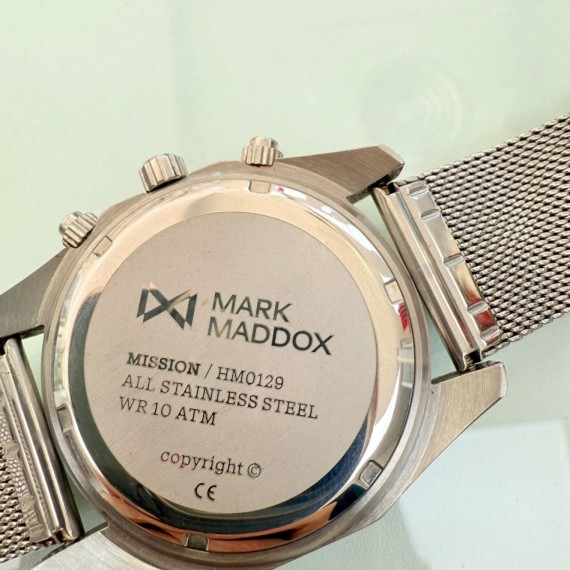 MARK
MADDOX
MISSION / HM0129
ALL STAINLESS STEEL
WR 10 ATM
copyright ©
CE